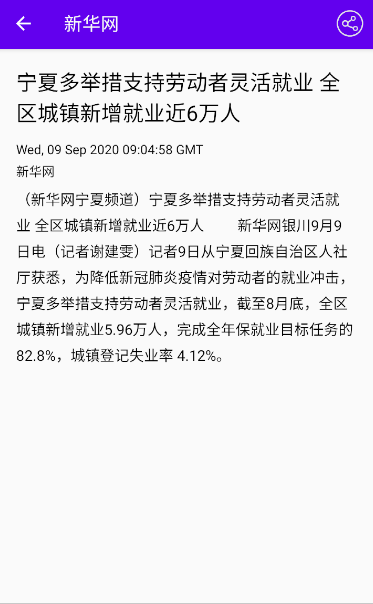 新华网
宁夏多举措支持劳动者灵活就业 全
区城镇新增就业近6万人
Wed, 09 Sep 2020 09:04:58 GMT
新华网
（新华网宁夏频道）宁夏多举措支持劳动者灵活就
业 全区城镇新增就业近6万人　　新华网银川9月9
日电（记者谢建雯）记者9日从宁夏回族自治区人社
厅获悉，为降低新冠肺炎疫情对劳动者的就业冲击，
宁夏多举措支持劳动者灵活就业，截至8月底，全区
城镇新增就业5.96万人，完成全年保就业目标任务的
82.8%，城镇登记失业率 4.12%。